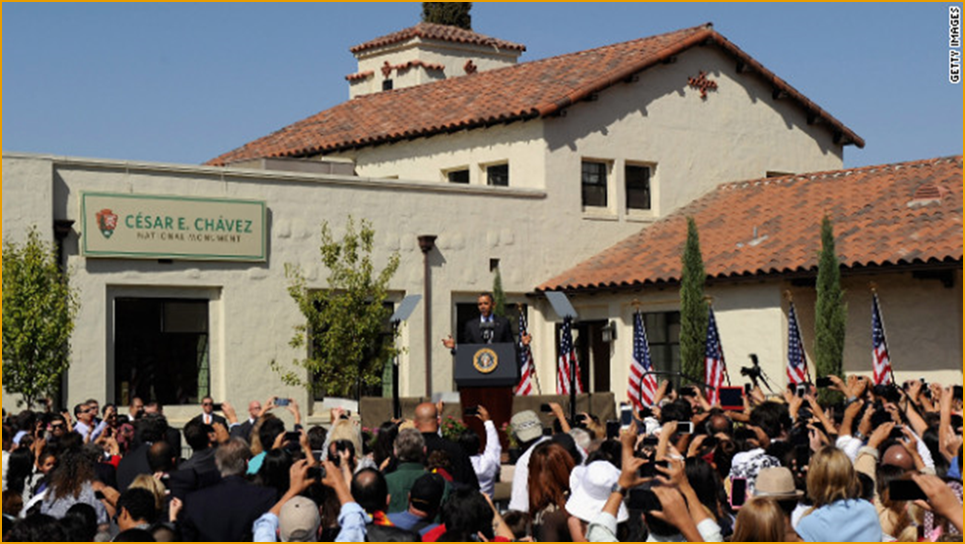 GETTY IMAGES
CÉSAR E. CHÁVEZ
NATIONAL MONUMENT